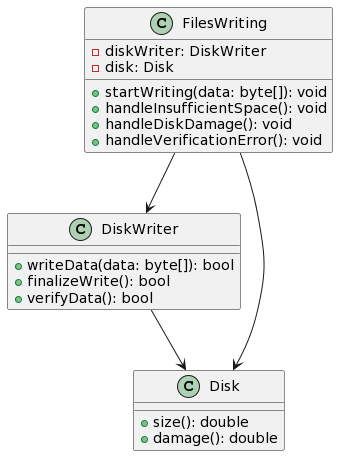 C FilesWriting
diskWriter: DiskWriter
disk: Disk
startWriting(data: byte[]): void
handleInsufficientSpace(): void
handleDiskDamage(): void
handleVerificationError(): void
C DiskWriter
writeData(data: byte[]): bool
finalizeWrite(): bool
verifyData(): bool
C Disk
size(): double
damage(): double